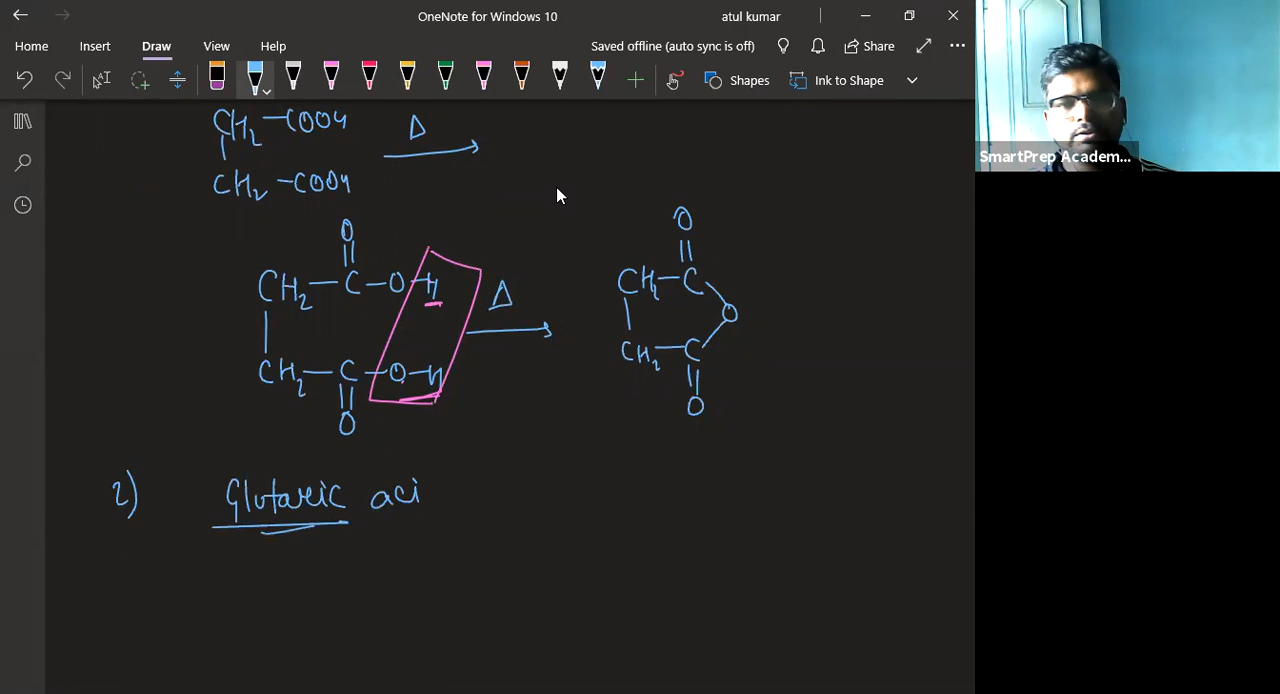 OneNote for Windows 10
atul kumar
Home Insert Draw View Help
Saved offline (auto sync is off)
Share
Shapes
Ink to Shape
SmartPrep Academ...
CH2-COOH
Δ
CH2-COOH
O
CH2-C-O-H
Δ
CH2-C-O-H
O
O
CH2-C
O
CH2-C
O
2) Glutaric aci